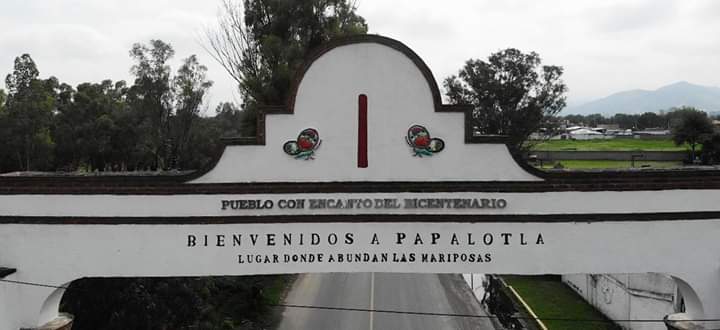 PUEBLO CON ENCANTO DEL BICENTENARIO
BIENVENIDOS A PAPALOTLA
LUGAR DONDE ABUNDAN LAS MARIPOSAS